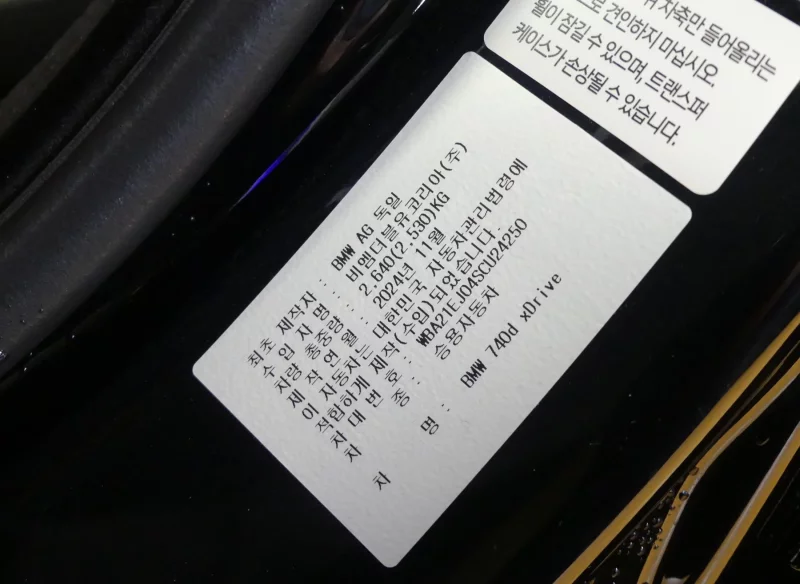 저축만 들어올리는
으로 견인하지 마십시오.
휠이 잠길 수 있으며, 트랜스퍼
케이스가 손상될 수 있습니다.
최초 제작자 : BMW AG 독일
수 입 자 명 : 비엠더블유코리아(주)
차량 총중량 : 2.640(2.530)KG
제 작 연 월 : 2024년 11월
이 자동차는 대한민국 자동차관리법령에
적합하게 제작(수입)되었습니다.
차 대 번 호 : WBA21EJ04SCU24250
차 종 : 승용자동차
차 명 : BMW 740d xDrive